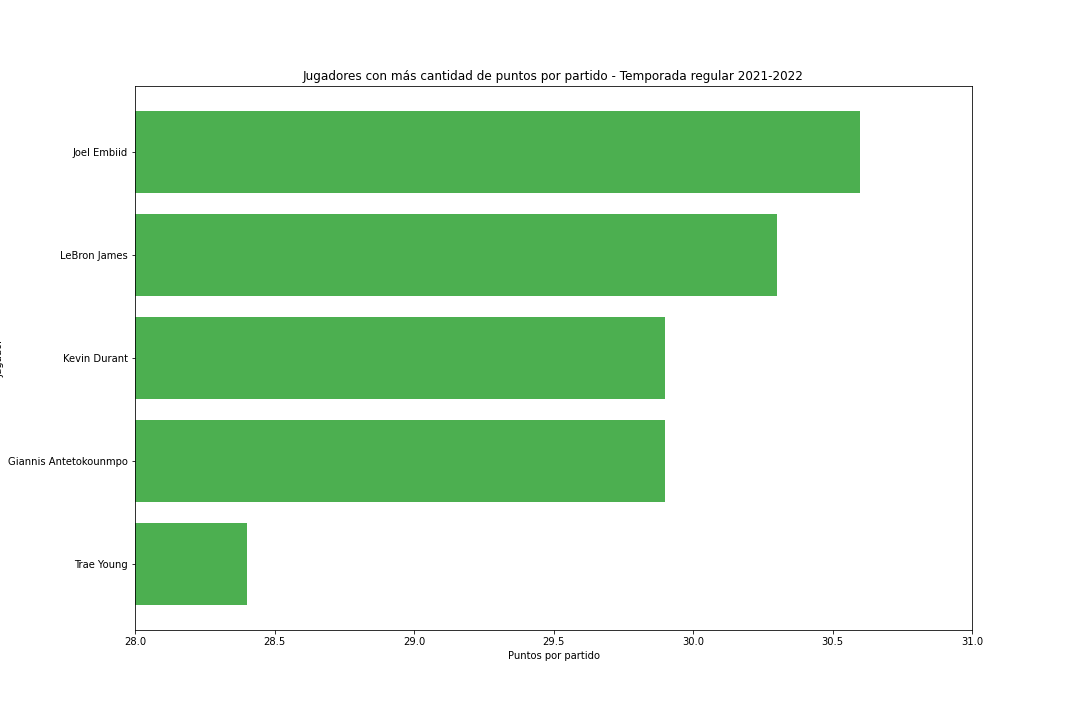 Jugadores con más cantidad de puntos por partido - Temporada regular 2021-2022
Joel Embiid
LeBron James
Kevin Durant
Giannis Antetokounmpo
Trae Young
28.0 28.5 29.0 29.5 30.0 30.5 31.0
Puntos por partido